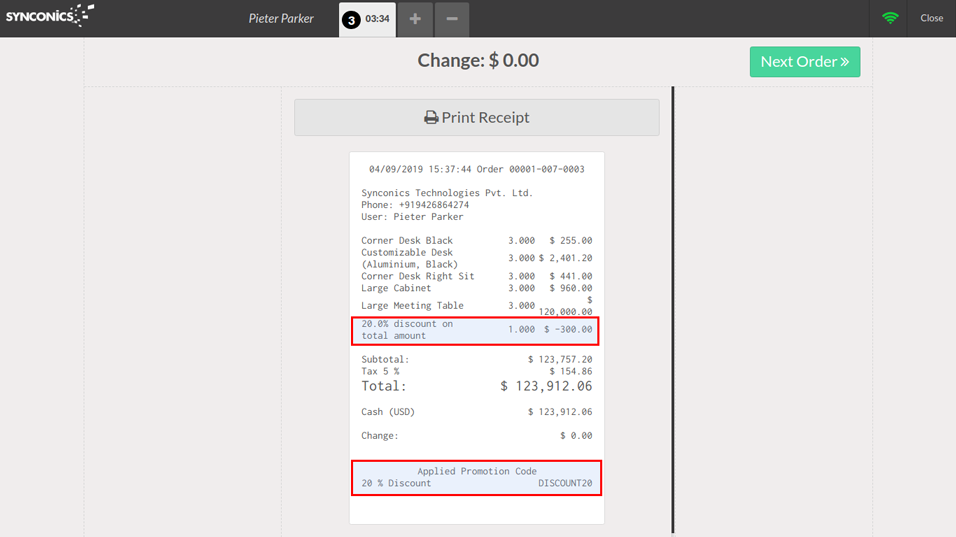 SYNCONICS
Pieter Parker
3 03:34
Close
Change: $ 0.00
Next Order
Print Receipt
04/09/2019 15:37:44 Order 00001-007-0003
Synconics Technologies Pvt. Ltd.
Phone: +919426864274
User: Pieter Parker
Corner Desk Black 3.000 $ 255.00
Customizable Desk
(Aluminium, Black) 3.000 $ 2,401.20
Corner Desk Right Sit 3.000 $ 441.00
Large Cabinet 3.000 $ 960.00
Large Meeting Table 3.000 $
120,000.00
20.0% discount on
total amount 1.000 $ -300.00
Subtotal: $ 123,757.20
Tax 5 % $ 154.86
Total: $ 123,912.06
Cash (USD) $ 123,912.06
Change: $ 0.00
Applied Promotion Code
20 % Discount DISCOUNT20